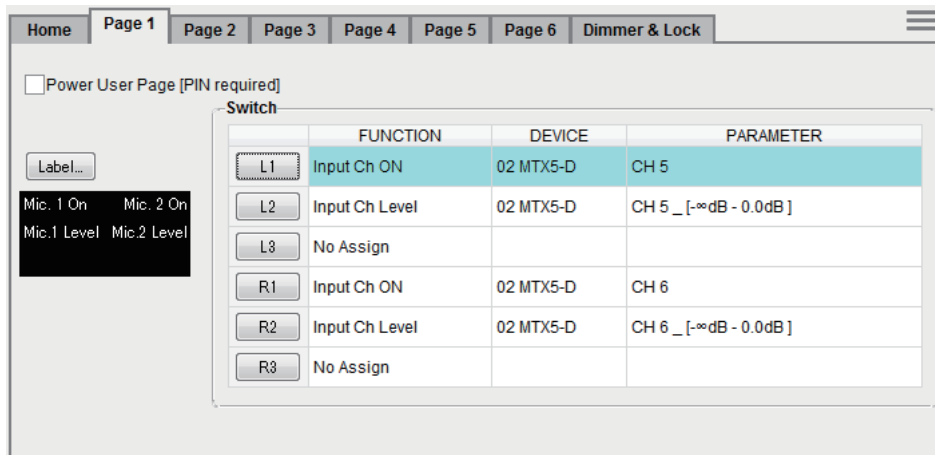 Home Page 1 Page 2 Page 3 Page 4 Page 5 Page 6 Dimmer & Lock
Power User Page [PIN required]
Switch
FUNCTION DEVICE PARAMETER
Label...
L1 Input Ch ON 02 MTX5-D CH 5
Mic. 1 On Mic. 2 On
Mic.1 Level Mic.2 Level
L2 Input Ch Level 02 MTX5-D CH 5 _ [-∞dB - 0.0dB ]
L3 No Assign
R1 Input Ch ON 02 MTX5-D CH 6
R2 Input Ch Level 02 MTX5-D CH 6 _ [-∞dB - 0.0dB ]
R3 No Assign